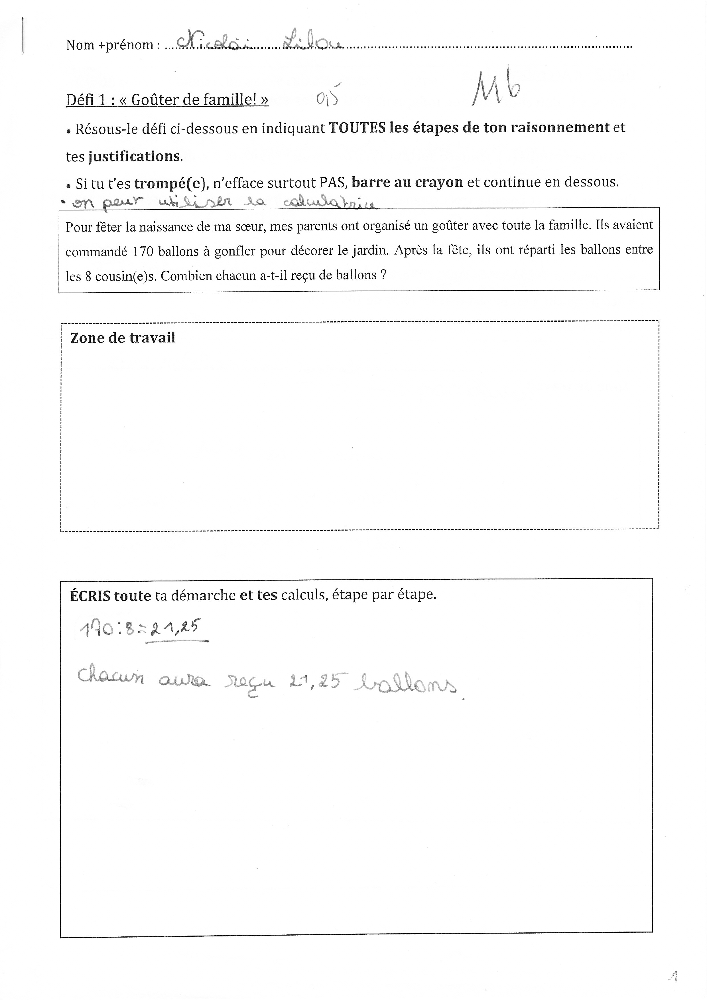 Nom +prénom : Nicolaï Lilou
Défi 1 : « Goûter de famille! » 0,5 M6
• Résous-le défi ci-dessous en indiquant TOUTES les étapes de ton raisonnement et
tes justifications.
• Si tu t'es trompé(e), n'efface surtout PAS, barre au crayon et continue en dessous.
• on peut utiliser la calculatrice
Pour fêter la naissance de ma sœur, mes parents ont organisé un goûter avec toute la famille. Ils avaient
commandé 170 ballons à gonfler pour décorer le jardin. Après la fête, ils ont réparti les ballons entre
les 8 cousin(e)s. Combien chacun a-t-il reçu de ballons ?
Zone de travail
ÉCRIS toute ta démarche et tes calculs, étape par étape.
170:8=21,25
chacun aura reçu 21,25 ballons.
1